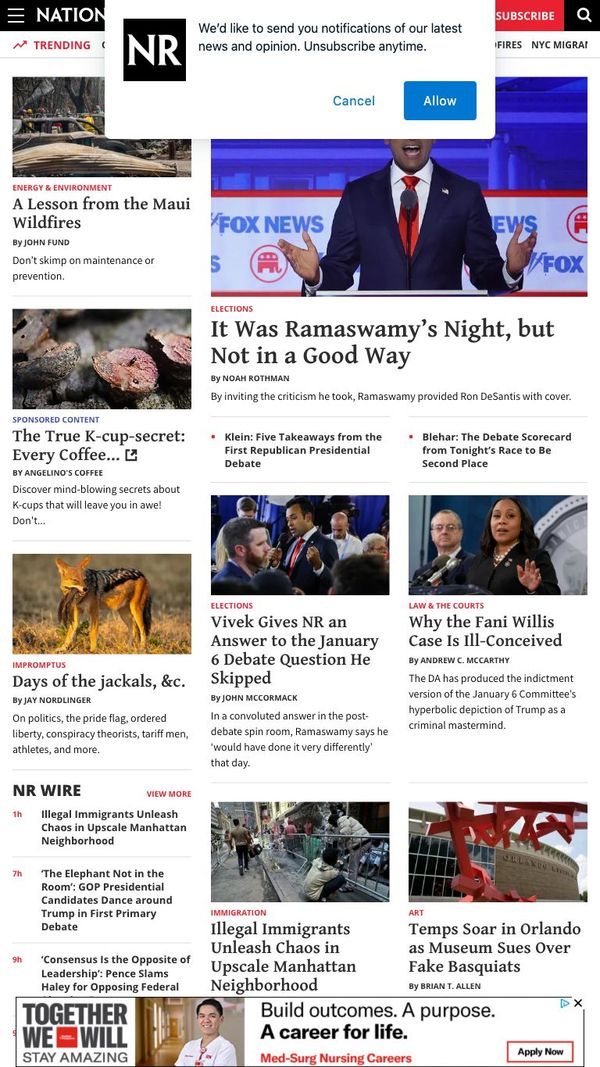 NATION
We'd like to send you notifications of our latest
news and opinion. Unsubscribe anytime.
NR
Cancel
Allow
SUBSCRIBE
TRENDING
NYC
ENERGY & ENVIRONMENT
A Lesson from the Maui
Wildfires
By JOHN FUND
Don't skimp on maintenance or
prevention.
SPONSORED CONTENT
The True K-cup-secret:
Every Coffee...
BY ANGELINO'S COFFEE
Discover mind-blowing secrets about
K-cups that will leave you in awe!
Don't...
IMPROMPTUS
Days of the jackals, &c.
By JAY NORDLINGER
On politics, the pride flag, ordered
liberty, conspiracy theorists, tariff men,
athletes, and more.
NR WIRE
VIEW MORE
1h
Illegal Immigrants Unleash
Chaos in Upscale Manhattan
Neighborhood
7h
'The Elephant Not in the
Room': GOP Presidential
Candidates Dance around
Trump in First Primary
Debate
9h
'Consensus Is the Opposite of
Leadership': Pence Slams
Haley for Opposing Federal
FOX NEWS
EWS
FOX
ELECTIONS
It Was Ramaswamy's Night, but
Not in a Good Way
By NOAH ROTHMAN
By inviting the criticism he took, Ramaswamy provided Ron DeSantis with cover.
• Klein: Five Takeaways from the
First Republican Presidential
Debate
• Blehar: The Debate Scorecard
from Tonight's Race to Be
Second Place
ELECTIONS
Vivek Gives NR an
Answer to the January
6 Debate Question He
Skipped
By JOHN MCCORMACK
In a convoluted answer in the post-
debate spin room, Ramaswamy says he
'would have done it very differently'
that day.
LAW & THE COURTS
Why the Fani Willis
Case Is Ill-Conceived
By ANDREW C. MCCARTHY
The DA has produced the indictment
version of the January 6 Committee's
hyperbolic depiction of Trump as a
criminal mastermind.
IMMIGRATION
Illegal Immigrants
Unleash Chaos in
Upscale Manhattan
Neighborhood
ART
Temps Soar in Orlando
as Museum Sues Over
Fake Basquiats
By BRIAN T. ALLEN
TOGETHER
WE WILL
STAY AMAZING
Build outcomes. A purpose.
A career for life.
Med-Surg Nursing Careers
Apply Now